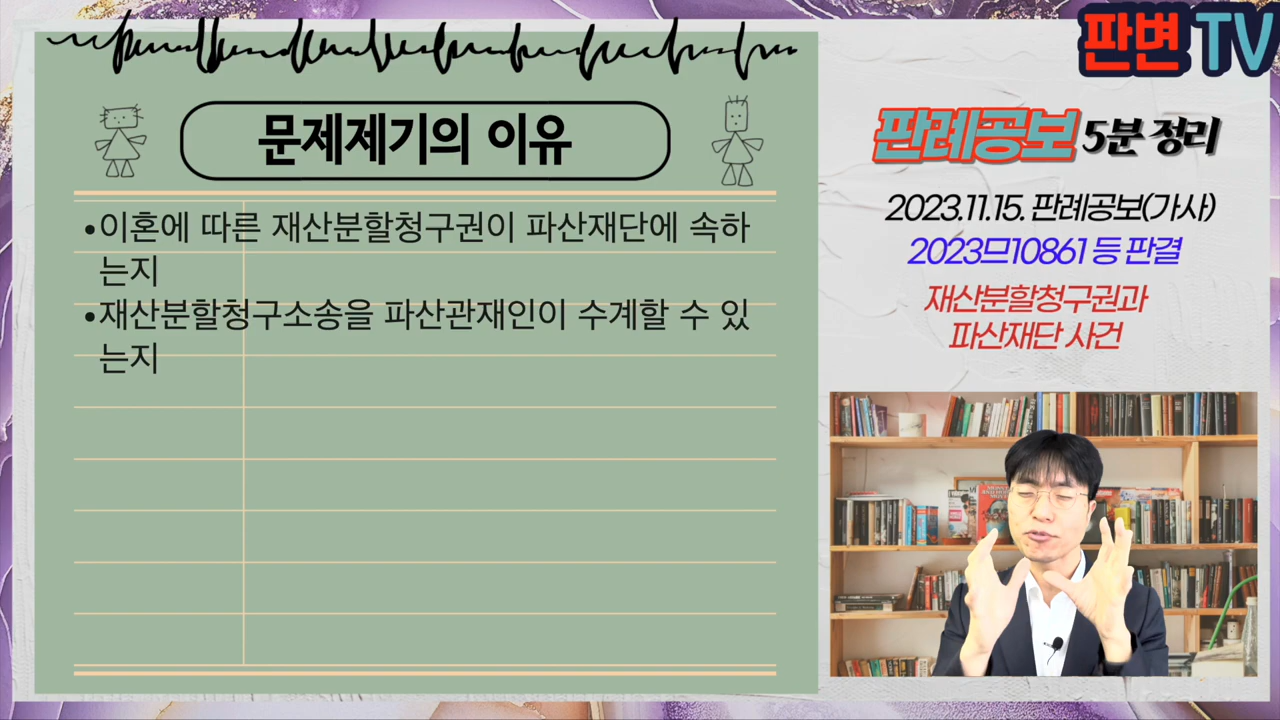 판변 TV
문제제기의 이유
•이혼에 따른 재산분할청구권이 파산재단에 속하
는지
•재산분할청구소송을 파산관재인이 수계할 수 있
는지
판례공보 5분 정리
2023.11.15. 판례공보(가사)
2023므10861 등 판결
재산분할청구권과
파산재단 사건